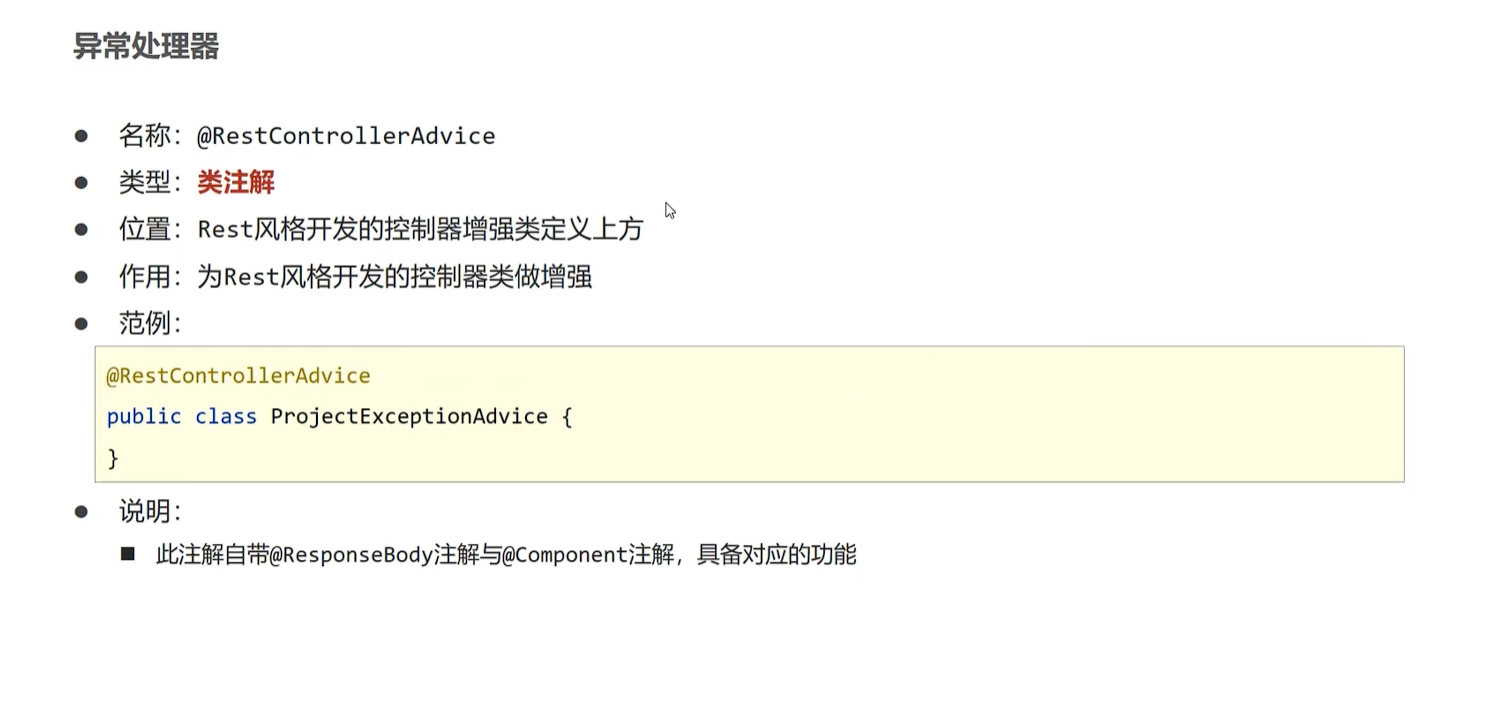 异常处理器
名称：@RestControllerAdvice
类型：类注解
位置：Rest风格开发的控制器增强类定义上方
作用：为Rest风格开发的控制器类做增强
范例：
@RestControllerAdvice
public class ProjectExceptionAdvice {
}
说明：
此注解自带@ResponseBody注解与@Component注解，具备对应的功能